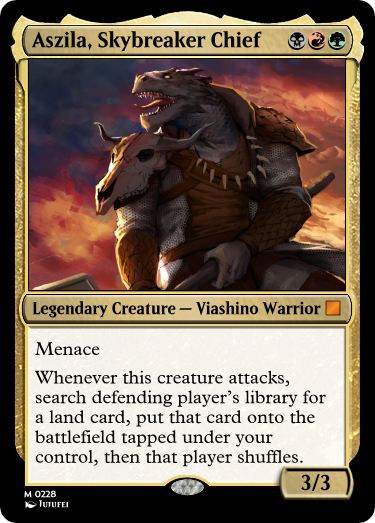 Aszila, Skybreaker Chief
Legendary Creature — Viashino Warrior
Menace
Whenever this creature attacks,
search defending player's library for
a land card, put that card onto the
battlefield tapped under your
control, then that player shuffles.
3/3
M 0228
Jutufei